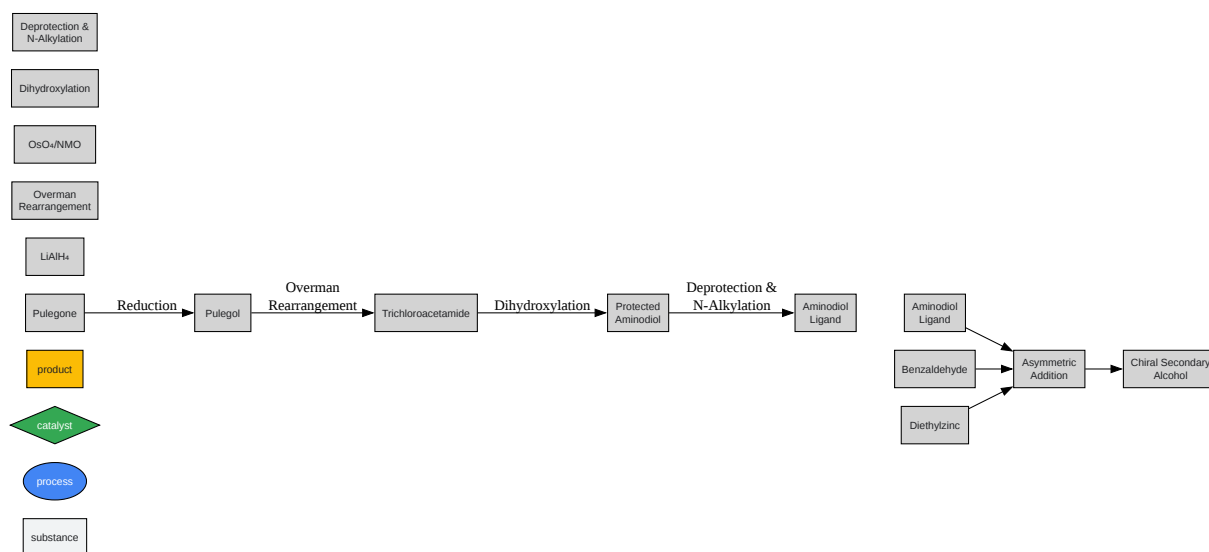 Deprotection &
N-Alkylation
Dihydroxylation
OsO₄/NMO
Overman
Rearrangement
LiAlH₄
Pulegone
Reduction
Pulegol
Overman
Rearrangement
Trichloroacetamide
Dihydroxylation
Protected
Aminodiol
Deprotection &
N-Alkylation
Aminodiol
Ligand
Aminodiol
Ligand
Benzaldehyde
Diethylzinc
Asymmetric
Addition
Chiral Secondary
Alcohol
product
catalyst
process
substance